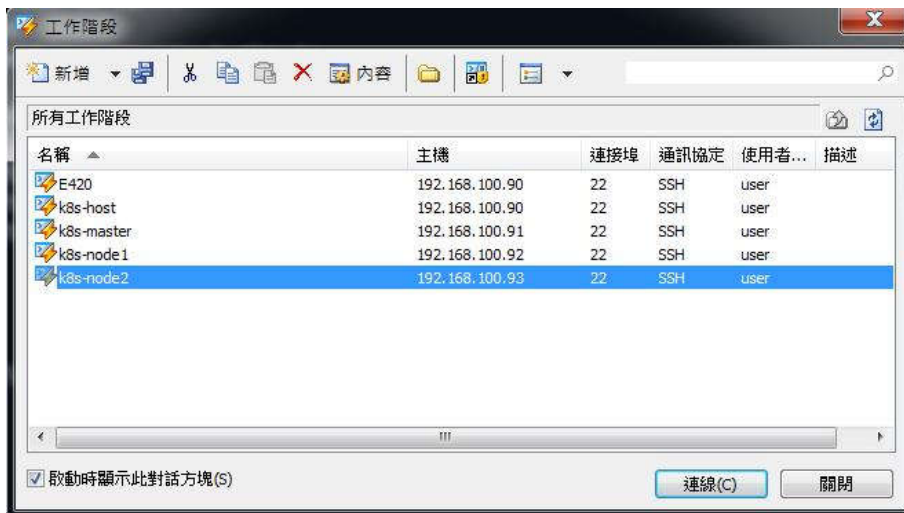 工作階段
新增 內容
所有工作階段
名稱 主機 連接埠 通訊協定 使用者... 描述
E420 192.168.100.90 22 SSH user
k8s-host 192.168.100.90 22 SSH user
k8s-master 192.168.100.91 22 SSH user
k8s-node1 192.168.100.92 22 SSH user
k8s-node2 192.168.100.93 22 SSH user
啟動時顯示此對話方塊(S) 連線(C) 關閉